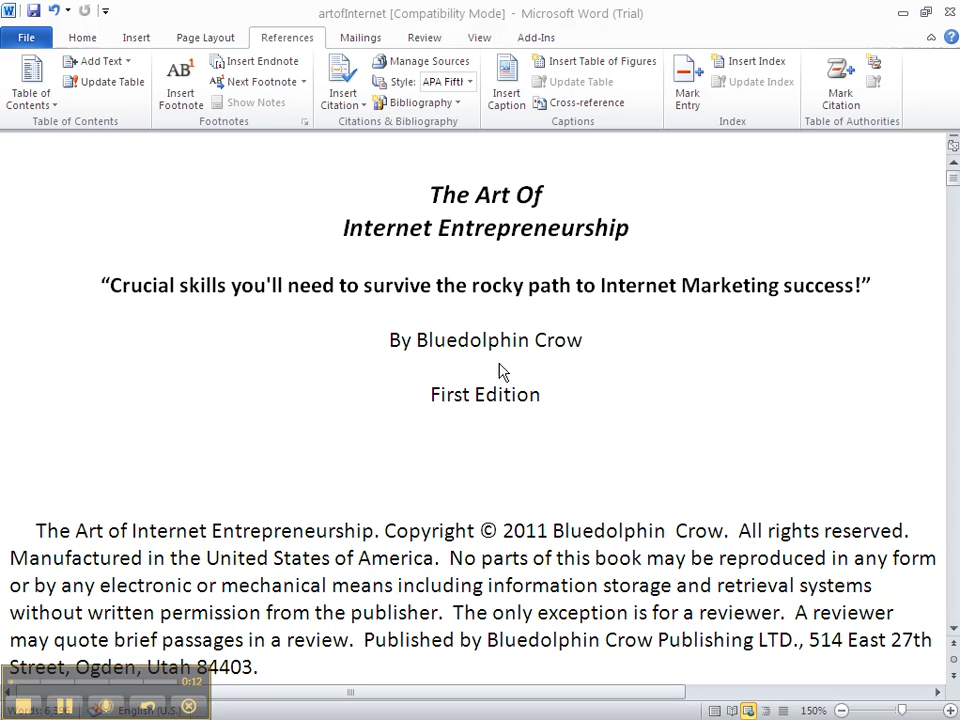 artofInternet [Compatibility Mode] - Microsoft Word (Trial)
File Home Insert Page Layout References Mailings Review View Add-Ins
Table of Contents
Add Text
Update Table
Table of Contents
AB1 Insert Footnote
Insert Endnote
AB1 Next Footnote
Show Notes
Footnotes
Insert Citation
Manage Sources
Style: APA Fifth
Bibliography
Citations & Bibliography
Insert Caption
Insert Table of Figures
Update Table
Cross-reference
Captions
Mark Entry
Insert Index
Update Index
Index
Mark Citation
Table of Authorities
The Art Of
Internet Entrepreneurship
“Crucial skills you'll need to survive the rocky path to Internet Marketing success!”
By Bluedolphin Crow
First Edition
The Art of Internet Entrepreneurship. Copyright © 2011 Bluedolphin Crow. All rights reserved.
Manufactured in the United States of America. No parts of this book may be reproduced in any form
or by any electronic or mechanical means including information storage and retrieval systems
without written permission from the publisher. The only exception is for a reviewer. A reviewer
may quote brief passages in a review. Published by Bluedolphin Crow Publishing LTD., 514 East 27th
Street, Ogden, Utah 84403.
0:12
English (U.S.)
150%